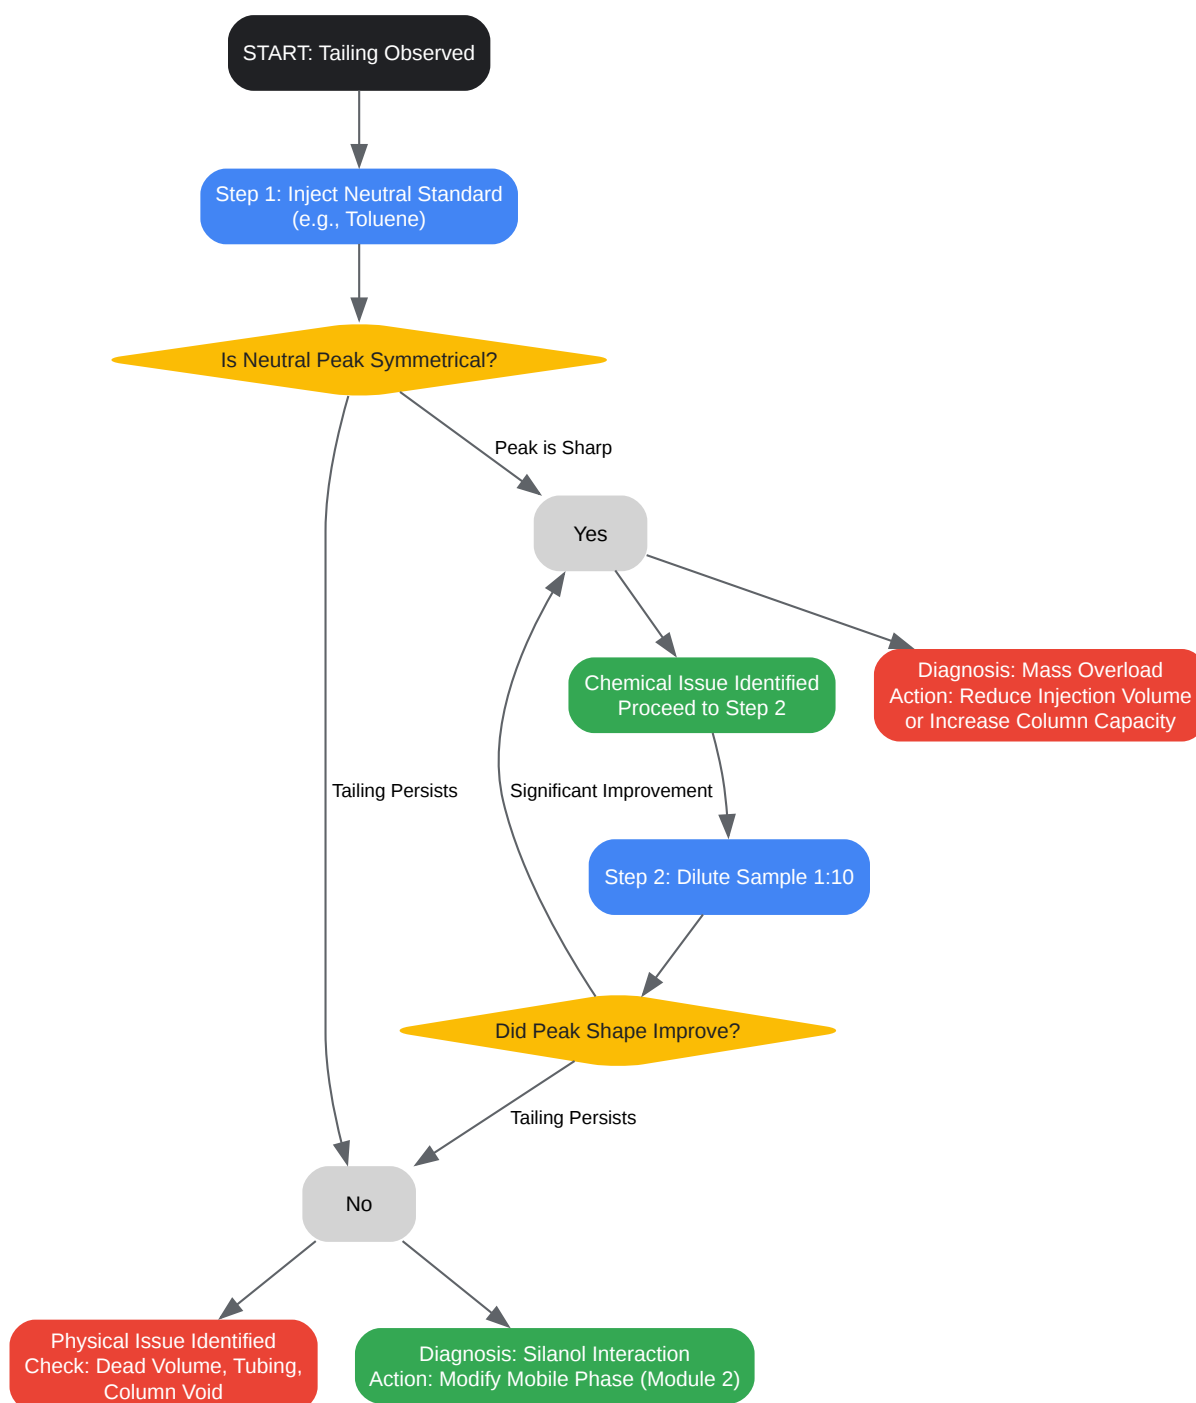 START: Tailing Observed
Step 1: Inject Neutral Standard
(e.g., Toluene)
Is Neutral Peak Symmetrical?
Peak is Sharp
Yes
Chemical Issue Identified
Proceed to Step 2
Diagnosis: Mass Overload
Action: Reduce Injection Volume
or Increase Column Capacity
Tailing Persists
Significant Improvement
Step 2: Dilute Sample 1:10
Did Peak Shape Improve?
Tailing Persists
No
Physical Issue Identified
Check: Dead Volume, Tubing,
Column Void
Diagnosis: Silanol Interaction
Action: Modify Mobile Phase (Module 2)